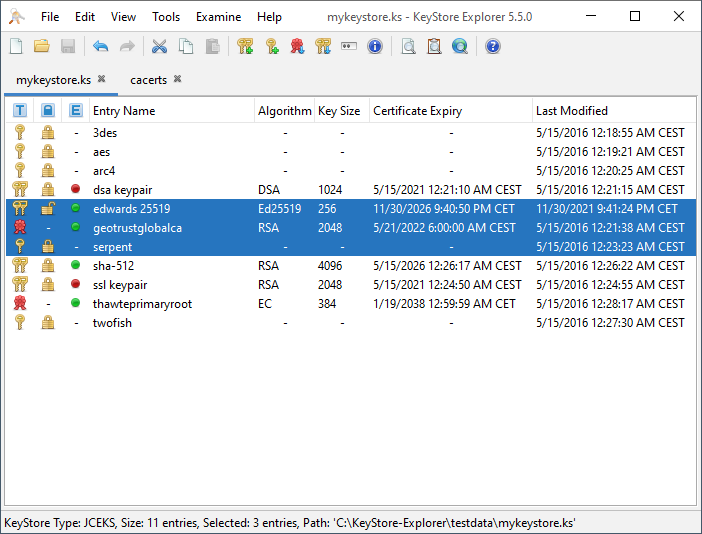 mykeystore.ks - KeyStore Explorer 5.5.0
File Edit View Tools Examine Help
mykeystore.ks cacerts
T E Entry Name Algorithm Key Size Certificate Expiry Last Modified
- 3des - - - 5/15/2016 12:18:55 AM CEST
- aes - - - 5/15/2016 12:19:21 AM CEST
- arc4 - - - 5/15/2016 12:20:25 AM CEST
dsa keypair DSA 1024 5/15/2021 12:21:10 AM CEST 5/15/2016 12:21:15 AM CEST
edwards 25519 Ed25519 256 11/30/2026 9:40:50 PM CET 11/30/2021 9:41:24 PM CET
- geotrustglobalca RSA 2048 5/21/2022 6:00:00 AM CEST 5/15/2016 12:21:38 AM CEST
- serpent - - - 5/15/2016 12:23:23 AM CEST
sha-512 RSA 4096 5/15/2026 12:26:17 AM CEST 5/15/2016 12:26:22 AM CEST
ssl keypair RSA 2048 5/15/2021 12:24:50 AM CEST 5/15/2016 12:24:55 AM CEST
- thawteprimaryroot EC 384 1/19/2038 12:59:59 AM CET 5/15/2016 12:28:17 AM CEST
- twofish - - - 5/15/2016 12:27:30 AM CEST
KeyStore Type: JCEKS, Size: 11 entries, Selected: 3 entries, Path: 'C:\KeyStore-Explorer\testdata\mykeystore.ks'